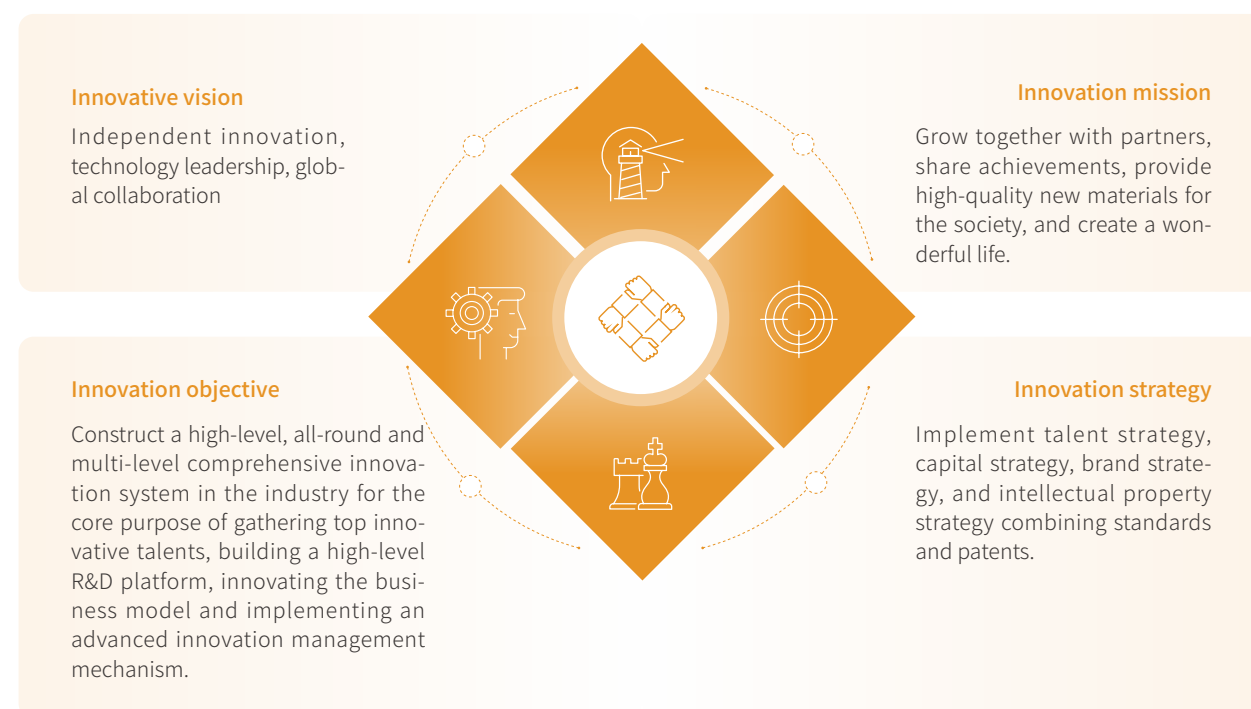 Innovative vision
Independent innovation,
technology leadership, glob-
al collaboration
Innovation mission
Grow together with partners,
share achievements, provide
high-quality new materials for
the society, and create a won-
derful life.
Innovation objective
Construct a high-level, all-round and
multi-level comprehensive innova-
tion system in the industry for the
core purpose of gathering top inno-
vative talents, building a high-level
R&D platform, innovating the busi-
ness model and implementing an
advanced innovation management
mechanism.
Innovation strategy
Implement talent strategy,
capital strategy, brand strate-
gy, and intellectual property
strategy combining standards
and patents.